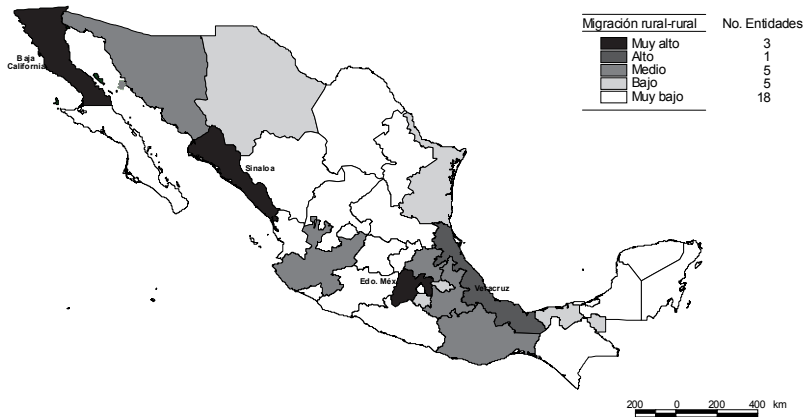 Migración rural-rural No. Entidades
Muy alto 3
Alto 1
Medio 5
Bajo 5
Muy bajo 18
Baja
California
Sinaloa
Edo. Méx
Veracruz
200 0 200 400 km